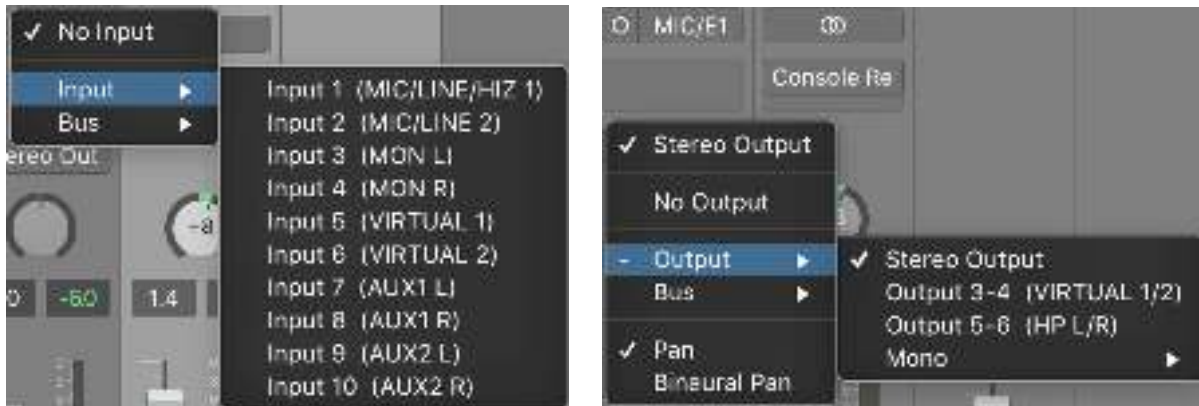 ✓ No Input
Input
Bus
ereo Out
Input 1 (MIC/LINE/HIZ 1)
Input 2 (MIC/LINE 2)
Input 3 (MON L)
Input 4 (MON R)
Input 5 (VIRTUAL 1)
Input 6 (VIRTUAL 2)
Input 7 (AUX1 L)
Input 8 (AUX1 R)
Input 9 (AUX2 L)
Input 10 (AUX2 R)
-6.0
1.4
MIC/E1
Console Re
✓ Stereo Output
No Output
- Output
Bus
✓ Pan
Binaural Pan
✓ Stereo Output
Output 3-4 (VIRTUAL 1/2)
Output 5-6 (HP L/R)
Mono